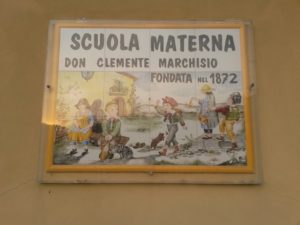 SCUOLA MATERNA
DON CLEMENTE MARCHISIO
FONDATA NEL 1872